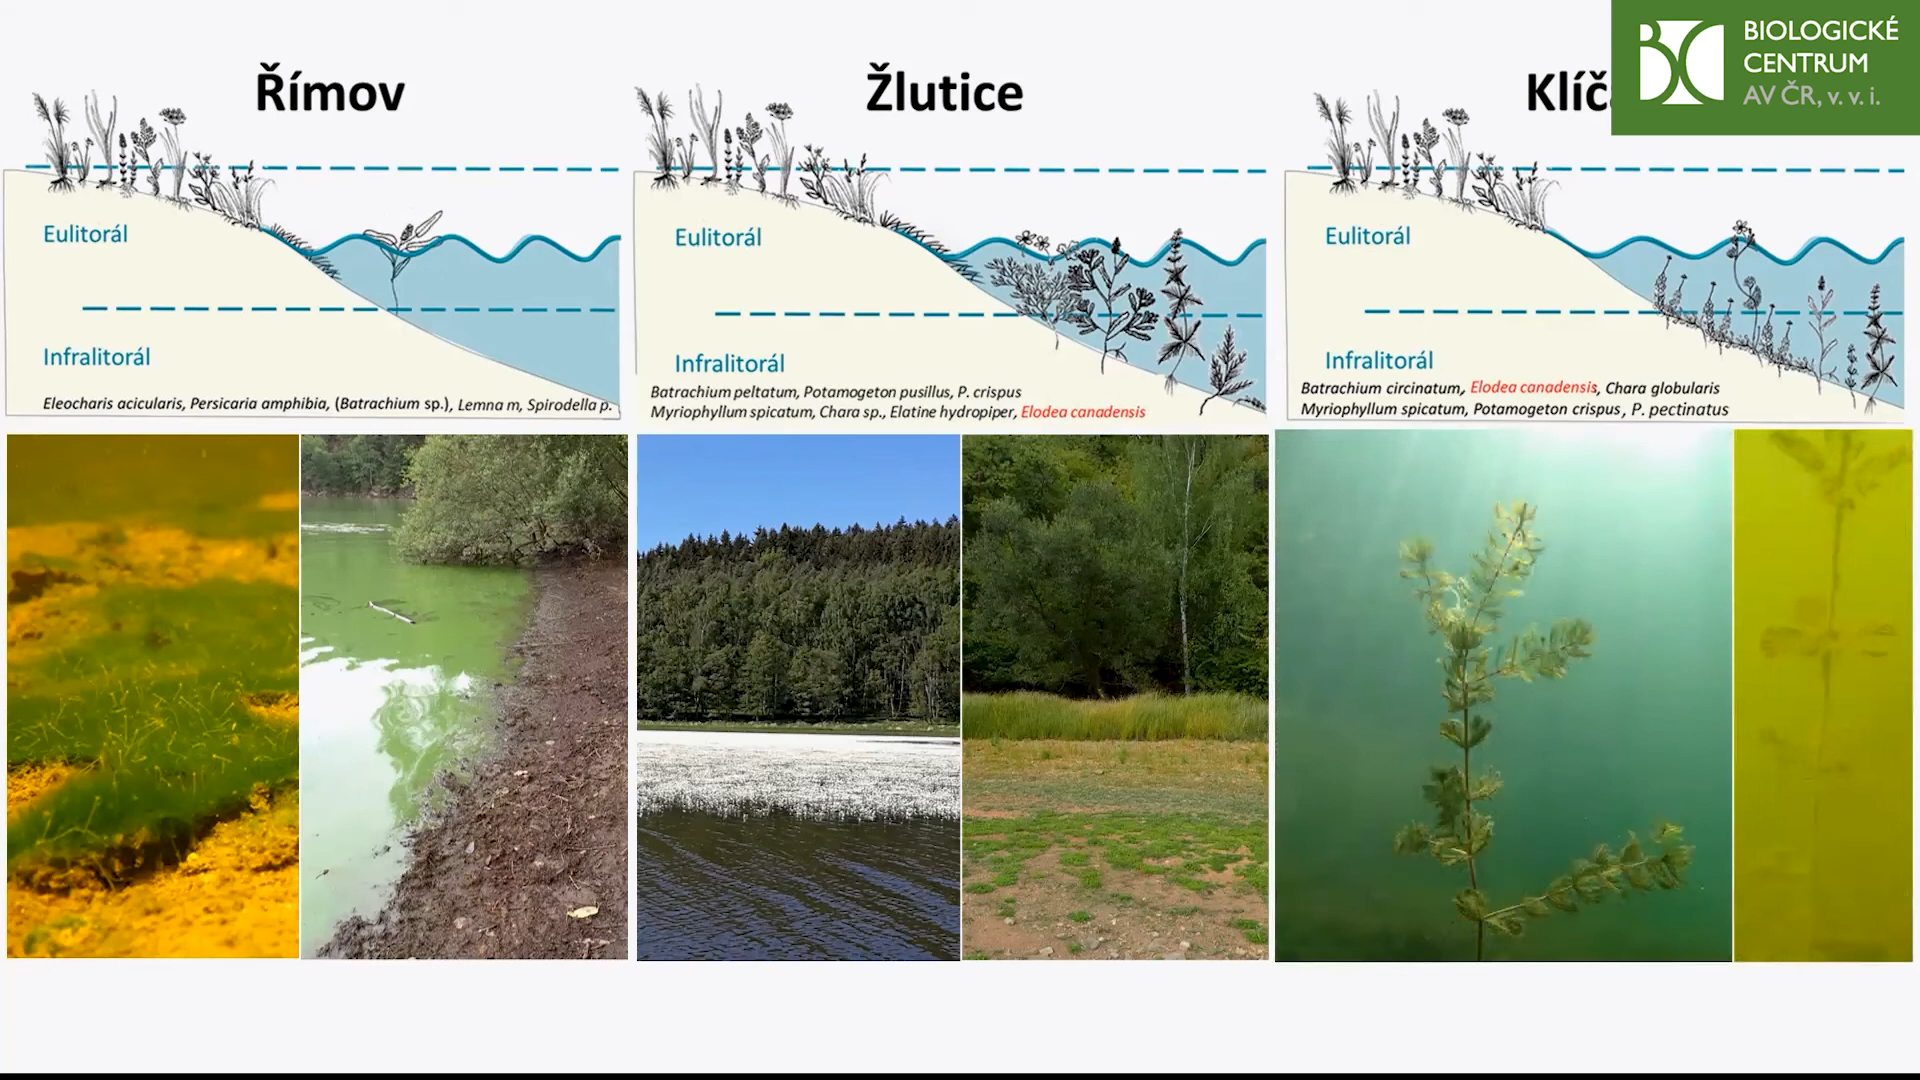 Římov
Eulitorál
Infralitorál
Eleocharis acicularis, Persicaria amphibia, (Batrachium sp.), Lemna m, Spirodella p.
Žlutice
Eulitorál
Infralitorál
Batrachium peltatum, Potamogeton pusillus, P. crispus
Myriophyllum spicatum, Chara sp., Elatine hydropiper, Elodea canadensis
Eulitorál
Infralitorál
Batrachium circinatum, Elodea canadensis, Chara globularis
Myriophyllum spicatum, Potamogeton crispus, P. pectinatus
BIOLOGICKÉ
CENTRUM
AV ČR, v. v. i.